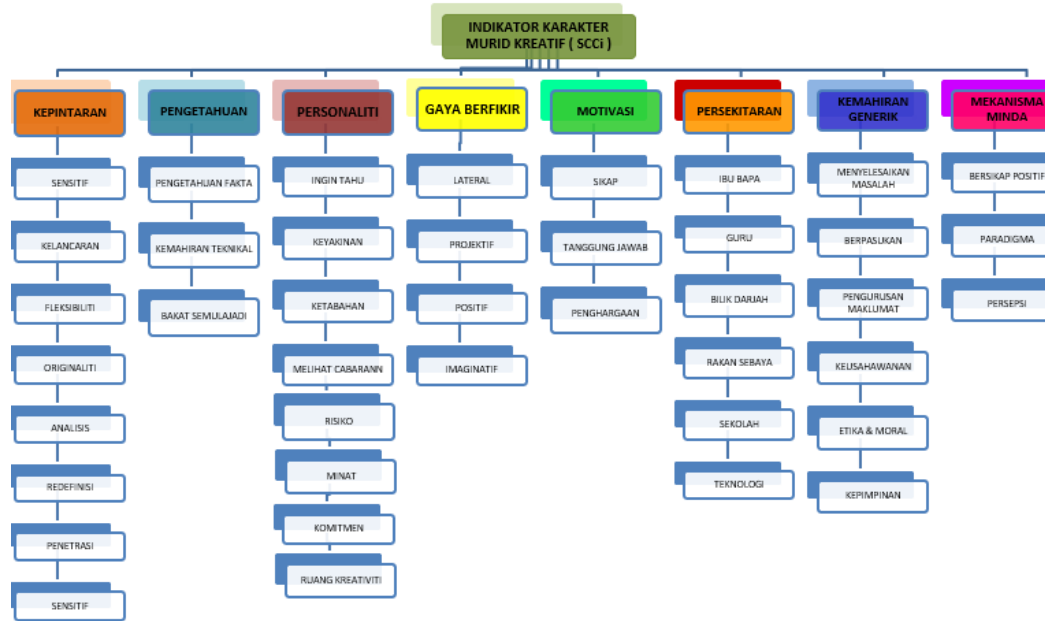 INDIKATOR KARAKTER
MURID KREATIF ( SCCi )
KEPINTARAN
SENSITIF
KELANCARAN
FLEKSIBILITI
ORIGINALITI
ANALISIS
REDEFINISI
PENETRASI
SENSITIF
PENGETAHUAN
PENGETAHUAN FAKTA
KEMAHIRAN TEKNIKAL
BAKAT SEMULAJADI
PERSONALITI
INGIN TAHU
KEYAKINAN
KETABAHAN
MELIHAT CABARANN
RISIKO
MINAT
KOMITMEN
RUANG KREATIVITI
GAYA BERFIKIR
LATERAL
PROJEKTIF
POSITIF
IMAGINATIF
MOTIVASI
SIKAP
TANGGUNG JAWAB
PENGHARGAAN
PERSEKITARAN
IBU BAPA
GURU
BILIK DARJAH
RAKAN SEBAYA
SEKOLAH
TEKNOLOGI
KEMAHIRAN
GENERIK
MENYELESAIKAN
MASALAH
BERPASUKAN
PENGURUSAN
MAKLUMAT
KEUSAHAWANAN
ETIKA & MORAL
KEPIMPINAN
MEKANISMA
MINDA
BERSIKAP POSITIF
PARADIGMA
PERSEPSI